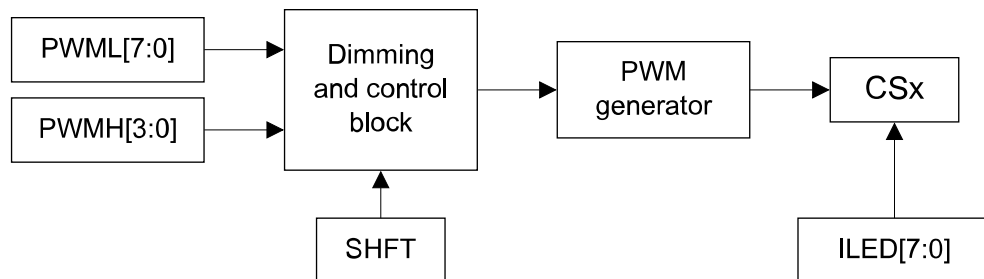 PWML[7:0]
PWMH[3:0]
Dimming
and control
block
SHFT
PWM
generator
CSx
ILED[7:0]